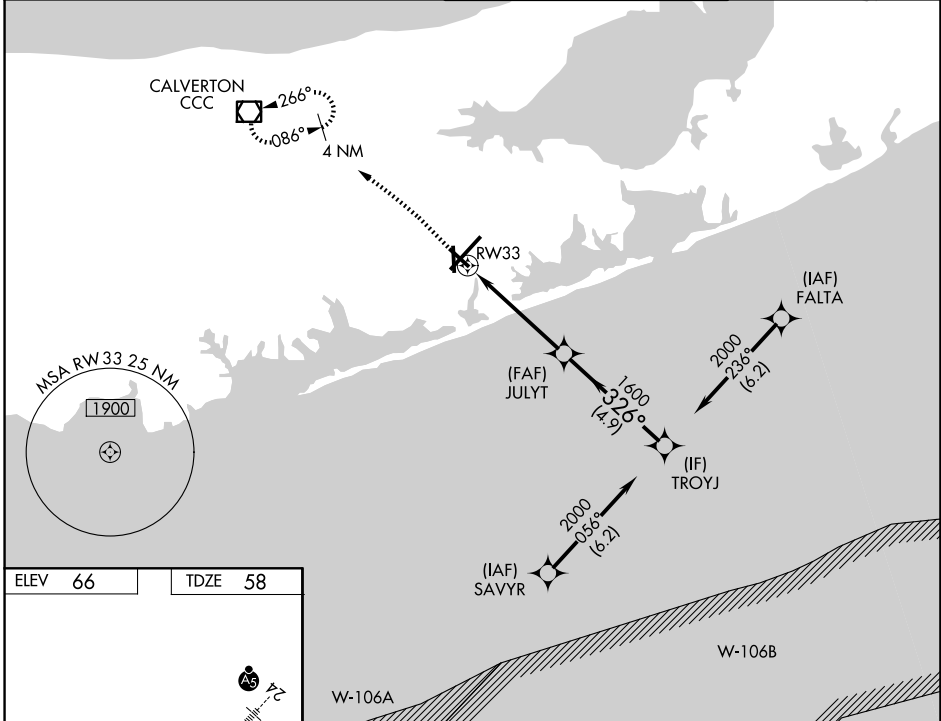 CALVERTON
CCC
266°
086°
4 NM
RW33
(IAF)
FALTA
2000
236°
(6.2)
(FAF)
JULYT
1600
326°
(4.9)
(IF)
TROYJ
MSA RW 33 25 NM
1900
2000
056°
(6.2)
(IAF)
SAVYR
ELEV 66
TDZE 58
A5
24
W-106B
W-106A